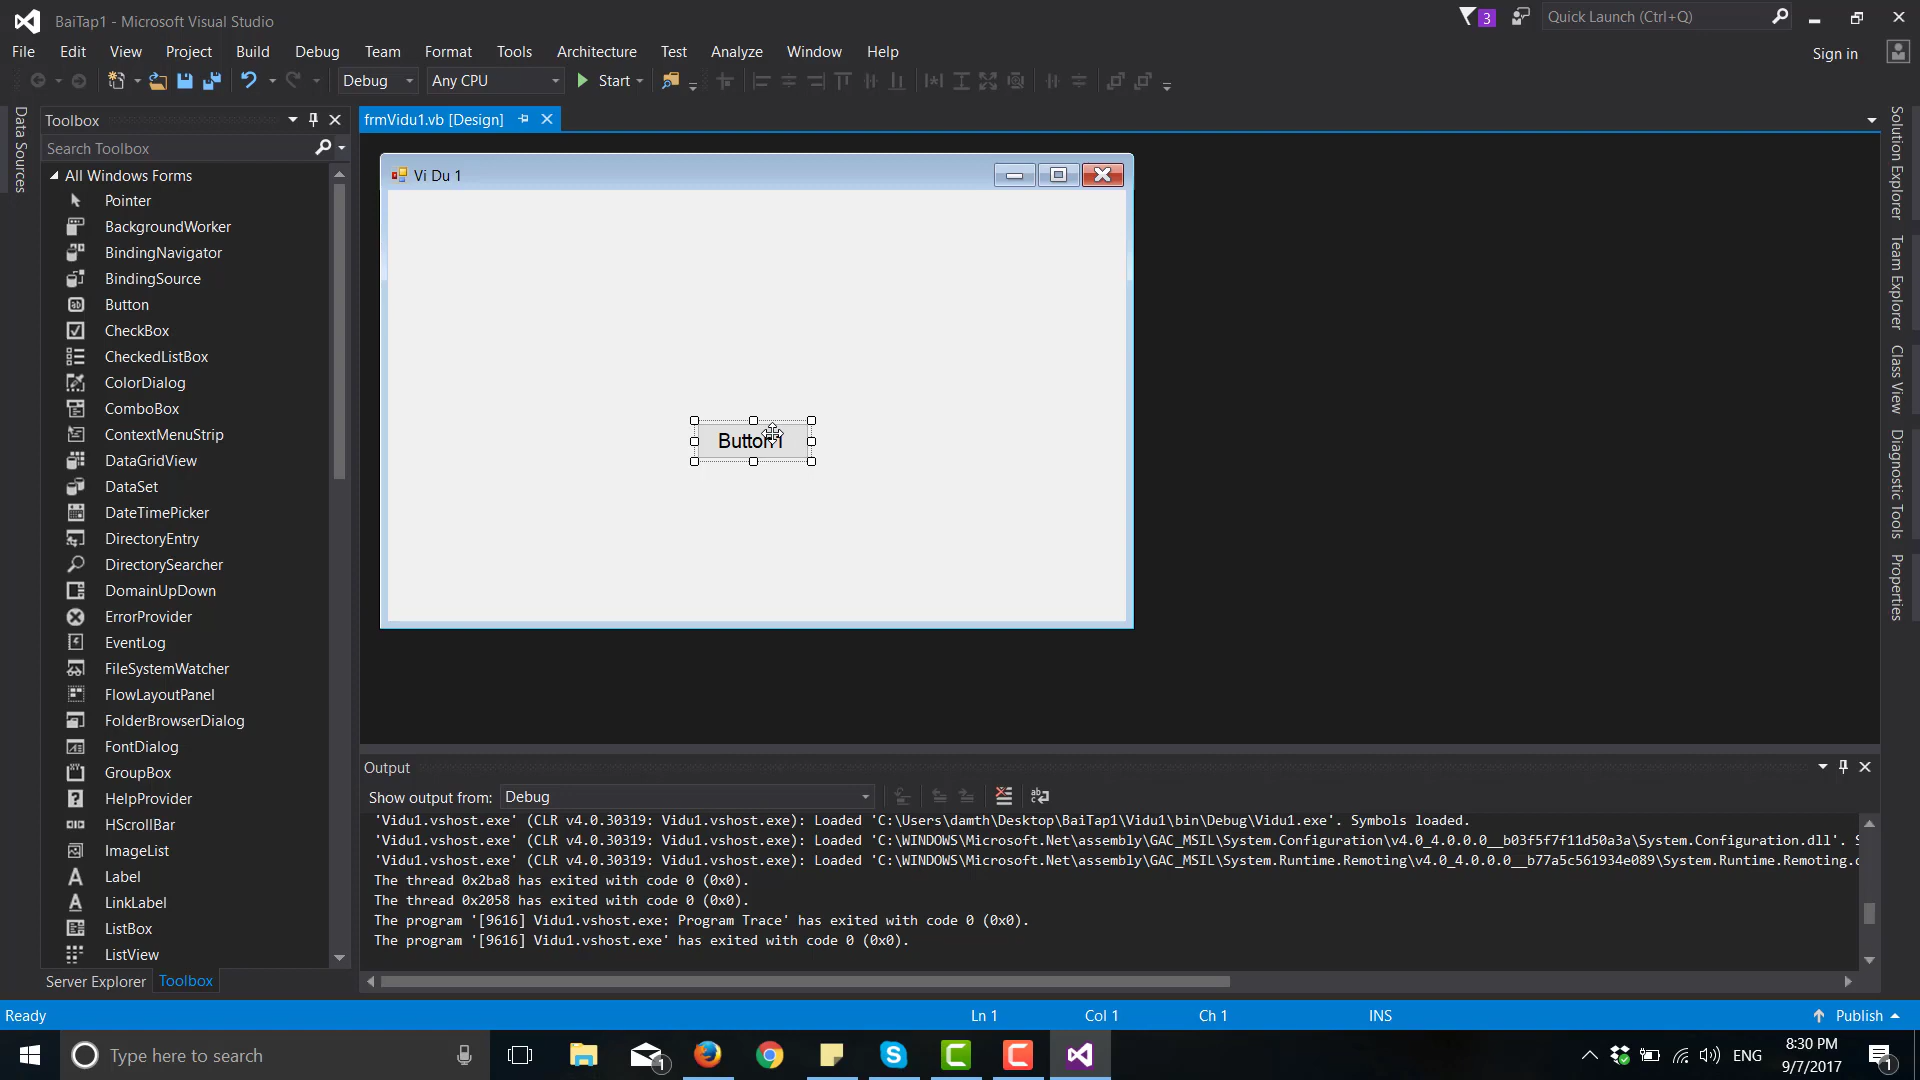 BaiTap1 - Microsoft Visual Studio
3
Quick Launch (Ctrl+Q)
File Edit View Project Build Debug Team Format Tools Architecture Test Analyze Window Help
Sign in
Debug Any CPU Start
Data Sources
Toolbox
Search Toolbox
All Windows Forms
Pointer
BackgroundWorker
BindingNavigator
BindingSource
Button
CheckBox
CheckedListBox
ColorDialog
ComboBox
ContextMenuStrip
DataGridView
DataSet
DateTimePicker
DirectoryEntry
DirectorySearcher
DomainUpDown
ErrorProvider
EventLog
FileSystemWatcher
FlowLayoutPanel
FolderBrowserDialog
FontDialog
GroupBox
HelpProvider
HScrollBar
ImageList
Label
LinkLabel
ListBox
ListView
Server Explorer Toolbox
frmVidu1.vb [Design]
Vi Du 1
Button1
Solution Explorer
Team Explorer
Class View
Diagnostic Tools
Properties
Output
Show output from: Debug
'Vidu1.vshost.exe' (CLR v4.0.30319: Vidu1.vshost.exe): Loaded 'C:\Users\damth\Desktop\BaiTap1\Vidu1\bin\Debug\Vidu1.exe'. Symbols loaded.
'Vidu1.vshost.exe' (CLR v4.0.30319: Vidu1.vshost.exe): Loaded 'C:\WINDOWS\Microsoft.Net\assembly\GAC_MSIL\System.Configuration\v4.0_4.0.0.0__b03f5f7f11d50a3a\System.Configuration.dll'.
'Vidu1.vshost.exe' (CLR v4.0.30319: Vidu1.vshost.exe): Loaded 'C:\WINDOWS\Microsoft.Net\assembly\GAC_MSIL\System.Runtime.Remoting\v4.0_4.0.0.0__b77a5c561934e089\System.Runtime.Remoting.
The thread 0x2ba8 has exited with code 0 (0x0).
The thread 0x2058 has exited with code 0 (0x0).
The program '[9616] Vidu1.vshost.exe: Program Trace' has exited with code 0 (0x0).
The program '[9616] Vidu1.vshost.exe' has exited with code 0 (0x0).
Ready Ln 1 Col 1 Ch 1 INS Publish
Type here to search
1
ENG
8:30 PM
9/7/2017
1